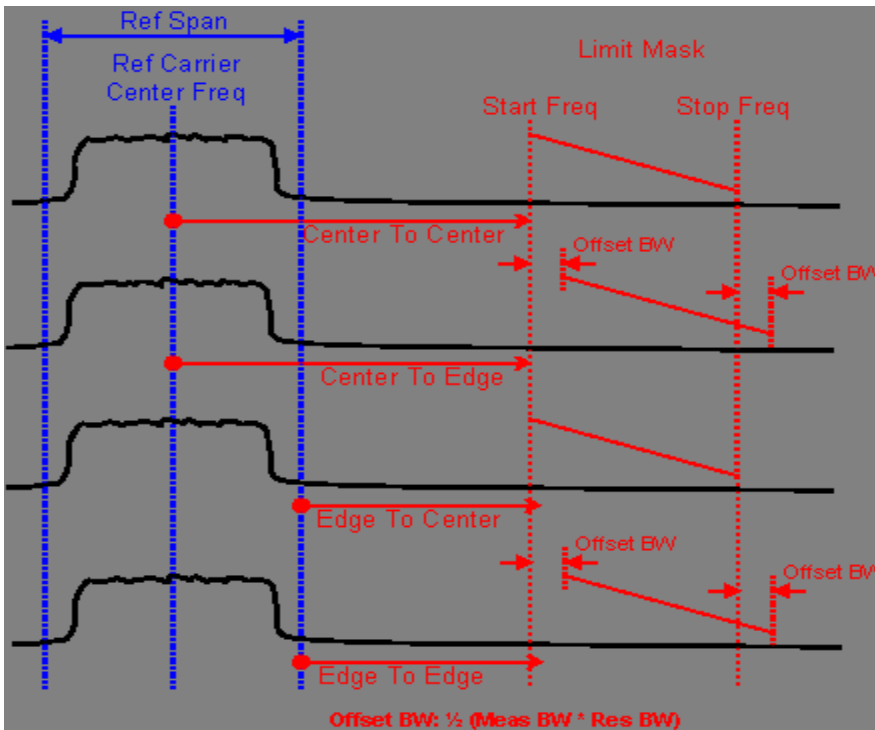 Ref Span
Ref Carrier
Center Freq
Limit Mask
Start Freq
Stop Freq
Center To Center
Offset BW
Offset BW
Center To Edge
Edge To Center
Offset BW
Offset BW
Edge To Edge
Offset BW: ½ (Meas BW * Res BW)